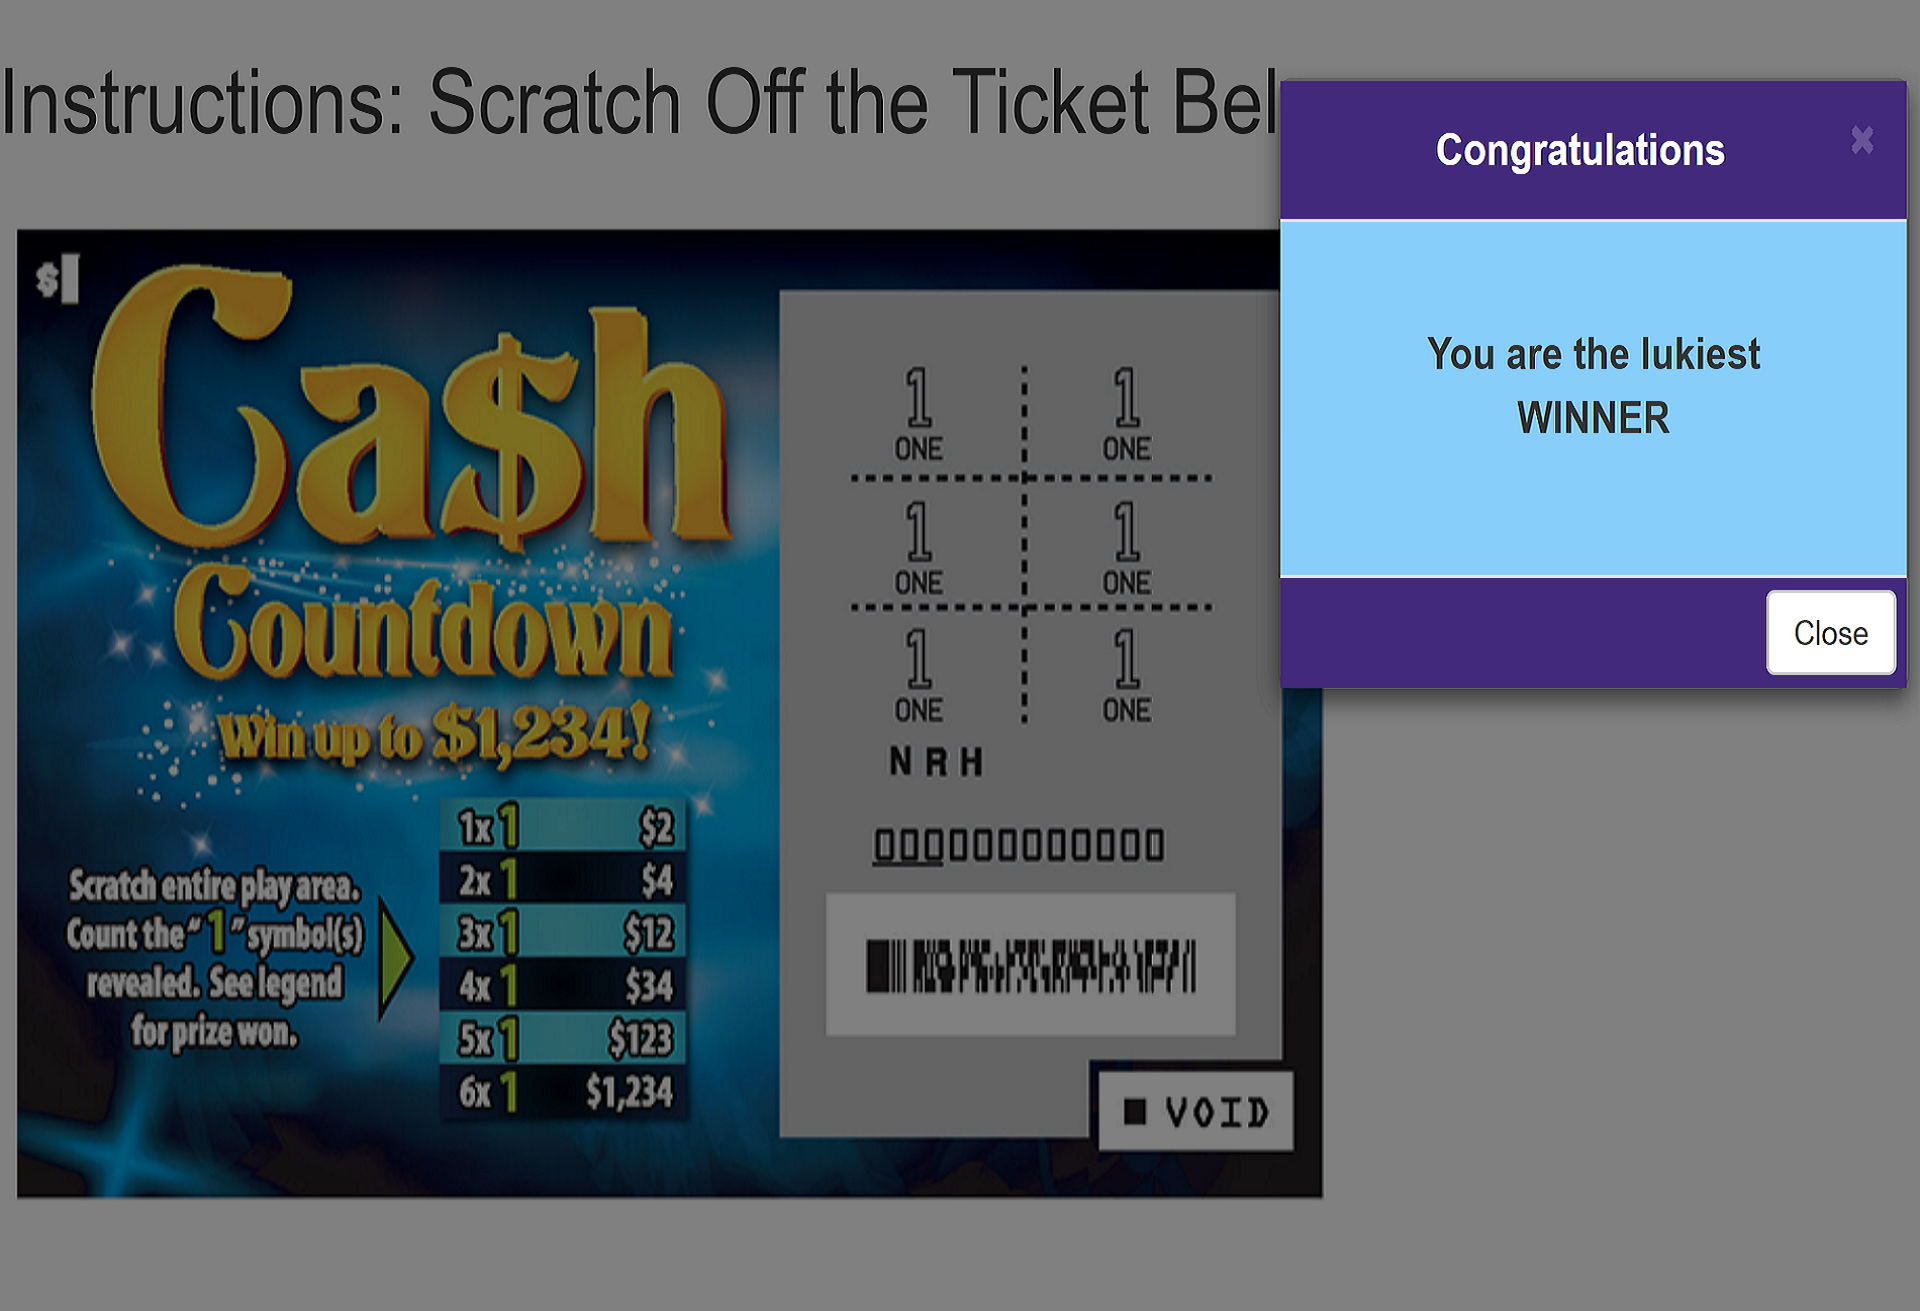 Instructions: Scratch Off the Ticket Bel
Congratulations
×
You are the lukiest
WINNER
Close
$1
Ca$h
Countdown
Win up to $1,234!
Scratch entire play area.
Count the "1" symbol(s)
revealed. See legend
for prize won.
1x 1 $2
2x 1 $4
3x 1 $12
4x 1 $34
5x 1 $123
6x 1 $1,234
1 1
ONE ONE
1 1
ONE ONE
1 1
ONE ONE
N R H
000000000000
VOID